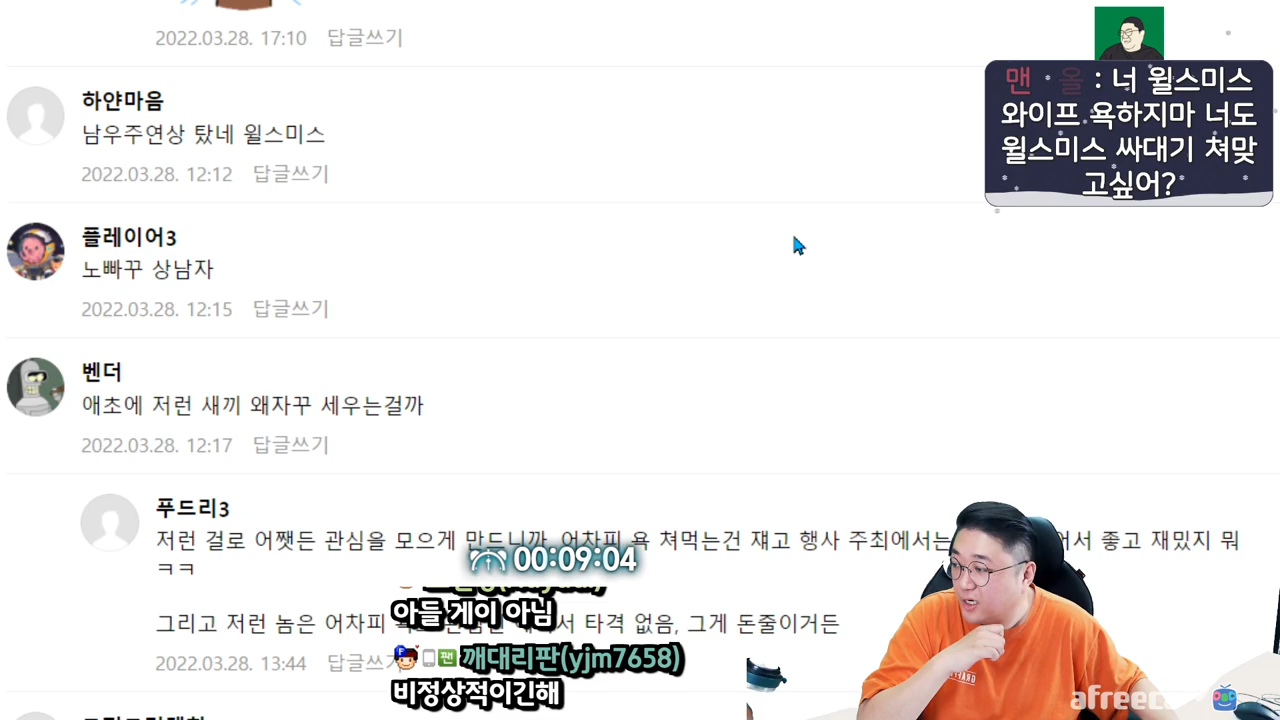 2022.03.28. 17:10 답글쓰기
맨 올 : 너 윌스미스
와이프 욕하지마 너도
윌스미스 싸대기 쳐맞
고싶어?
하얀마음
남우주연상 탔네 윌스미스
2022.03.28. 12:12 답글쓰기
플레이어3
노빠꾸 상남자
2022.03.28. 12:15 답글쓰기
벤더
애초에 저런 새끼 왜자꾸 세우는걸까
2022.03.28. 12:17 답글쓰기
푸드리3
저런 걸로 어쨋든 관심을 모으게 만드니까, 어차피 욕 쳐먹는건 쟤고 행사 주최에서는 어서 좋고 재밌지 뭐
ㅋㅋ
00:09:04
그리고 저런 놈은 어차피 서 타격 없음, 그게 돈줄이거든
아들 게이 아님
2022.03.28. 13:44 답글쓰기
팬 깨대리판(yjm7658)
비정상적이긴해
afreeca